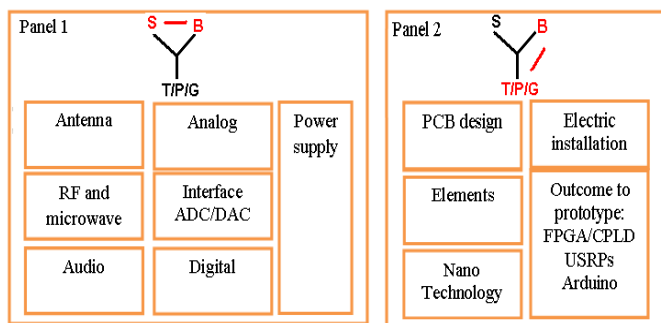 Panel 1
S B
T/P/G
Antenna
Analog
Power
supply
RF and
microwave
Interface
ADC/DAC
Audio
Digital
Panel 2
S B
T/P/G
PCB design
Electric
installation
Elements
Outcome to
prototype:
FPGA/CPLD
USRPs
Arduino
Nano
Technology